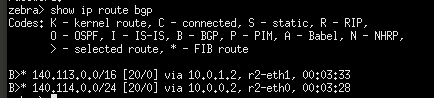 zebra> show ip route bgp
Codes: K - kernel route, C - connected, S - static, R - RIP,
O - OSPF, I - IS-IS, B - BGP, P - PIM, A - Babel, N - NHRP,
> - selected route, * - FIB route
B>* 140.113.0.0/16 [20/0] via 10.0.1.2, r2-eth1, 00:03:33
B>* 140.114.0.0/24 [20/0] via 10.0.0.2, r2-eth0, 00:03:28